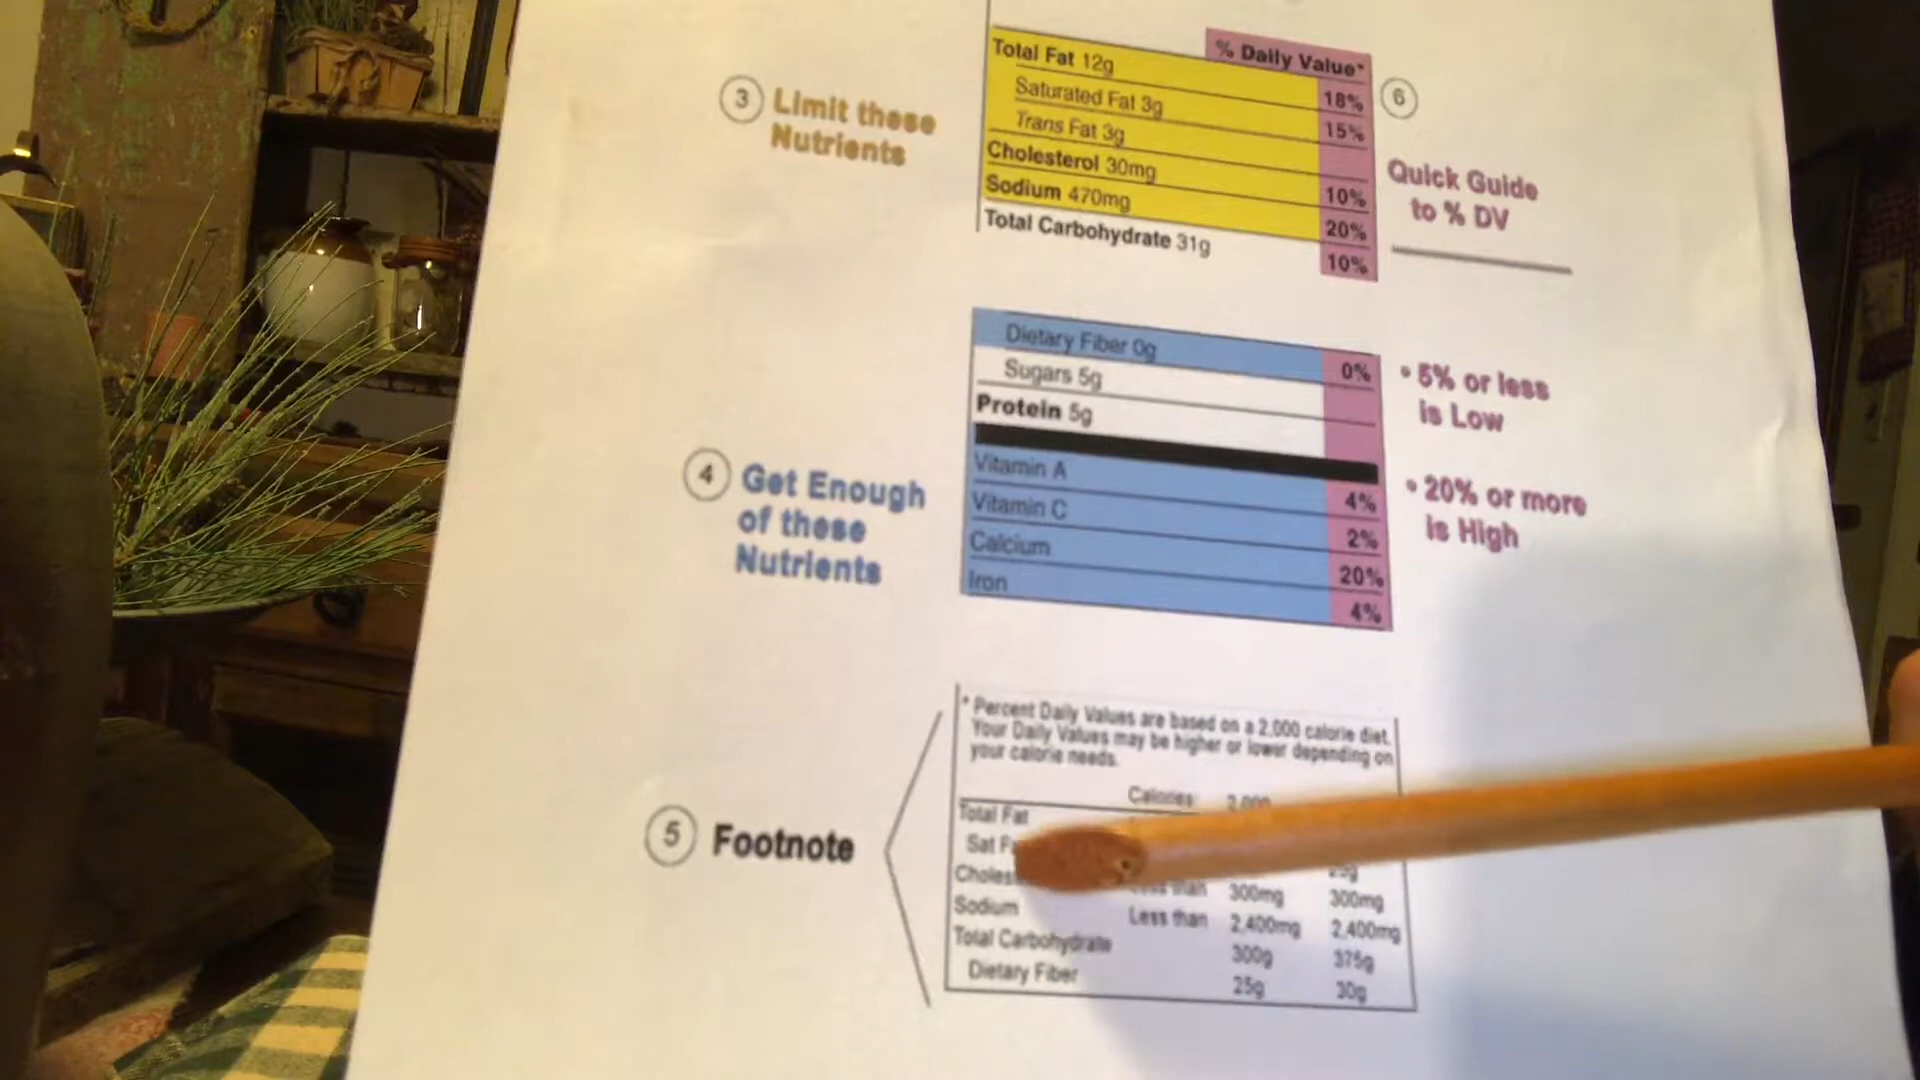 % Daily Value*
Total Fat 12g 18%
Saturated Fat 3g 15%
Trans Fat 3g
Cholesterol 30mg 10%
Sodium 470mg 20%
Total Carbohydrate 31g 10%
3 Limit these
Nutrients
6
Quick Guide
to % DV
Dietary Fiber 0g 0%
Sugars 5g
Protein 5g
Vitamin A 4%
Vitamin C 2%
Calcium 20%
Iron 4%
4 Get Enough
of these
Nutrients
• 5% or less
is Low
• 20% or more
is High
5 Footnote
* Percent Daily Values are based on a 2,000 calorie diet.
Your Daily Values may be higher or lower depending on
your calorie needs.
Calories: 2,000
Total Fat
Sat
Less than 300mg 300mg
Sodium Less than 2,400mg 2,400mg
Total Carbohydrate 300g 375g
Dietary Fiber 25g 30g